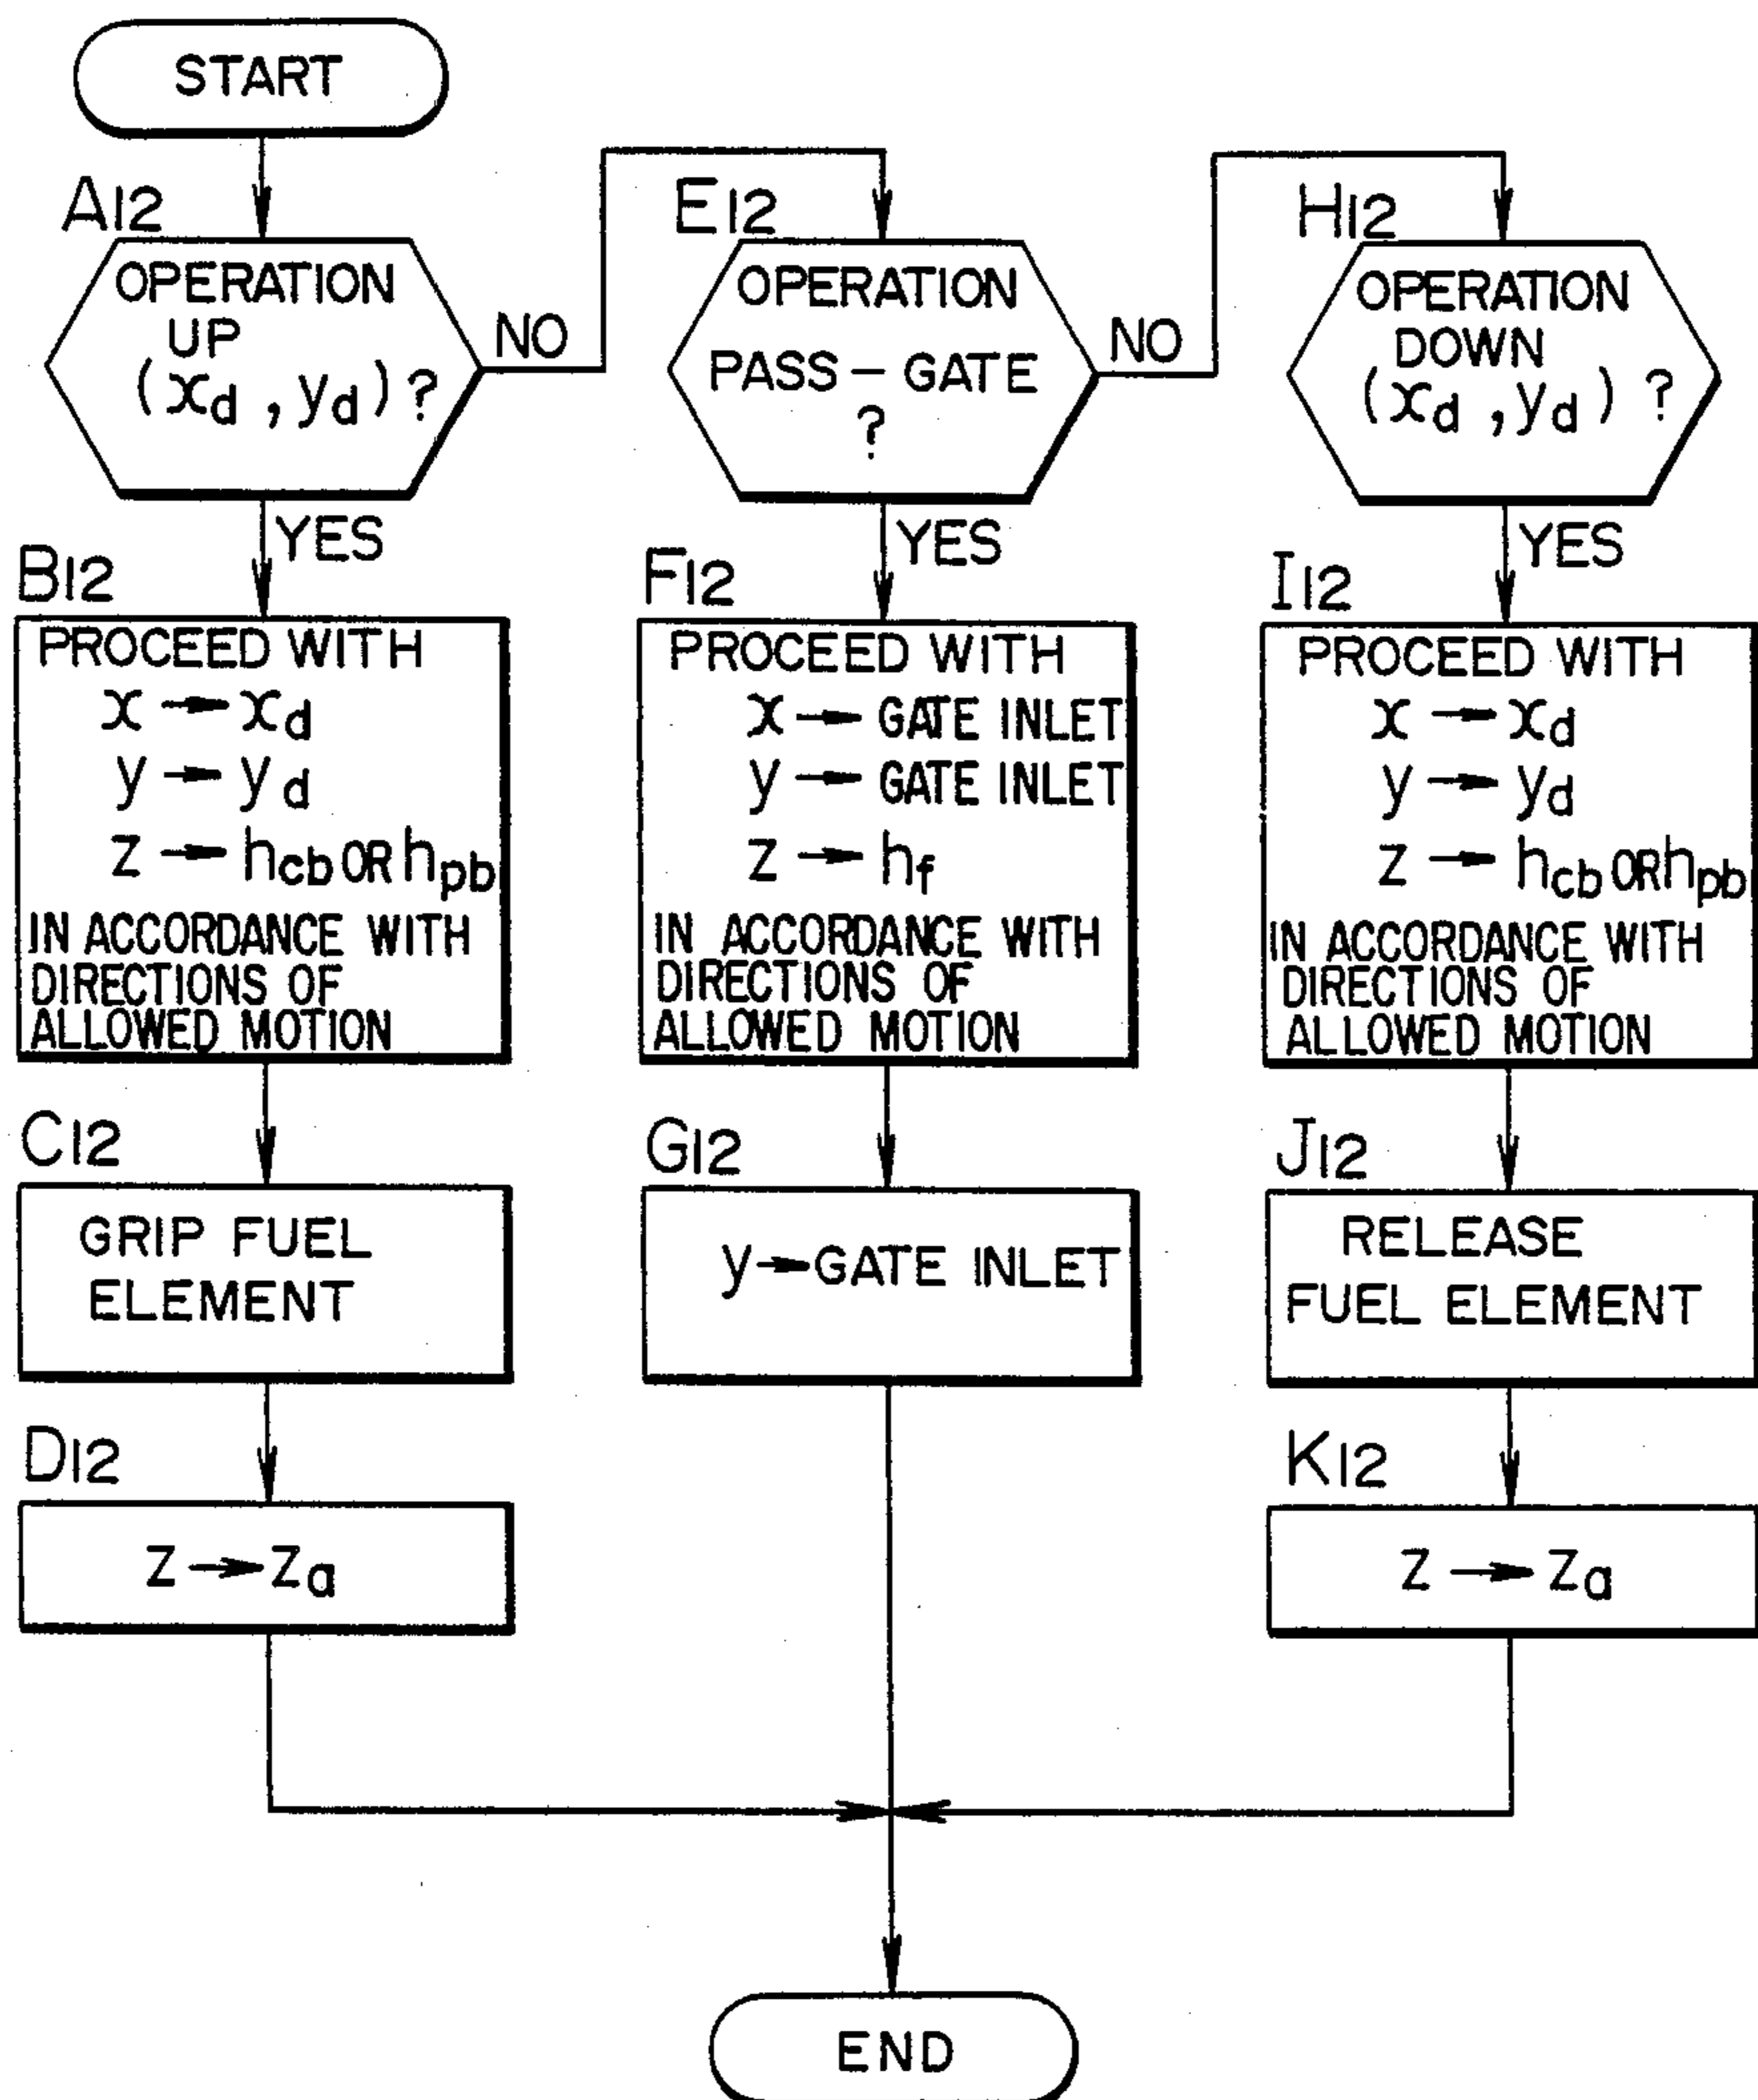 START
A12
OPERATION
UP
(xd , yd) ?
NO
YES
B12
PROCEED WITH
x → xd
y → yd
z → hcb OR hpb
IN ACCORDANCE WITH
DIRECTIONS OF
ALLOWED MOTION
C12
GRIP FUEL
ELEMENT
D12
z → za
E12
OPERATION
PASS – GATE
?
NO
YES
F12
PROCEED WITH
x → GATE INLET
y → GATE INLET
z → hf
IN ACCORDANCE WITH
DIRECTIONS OF
ALLOWED MOTION
G12
y → GATE INLET
H12
OPERATION
DOWN
(xd , yd) ?
YES
I12
PROCEED WITH
x → xd
y → yd
z → hcb OR hpb
IN ACCORDANCE WITH
DIRECTIONS OF
ALLOWED MOTION
J12
RELEASE
FUEL ELEMENT
K12
z → za
END